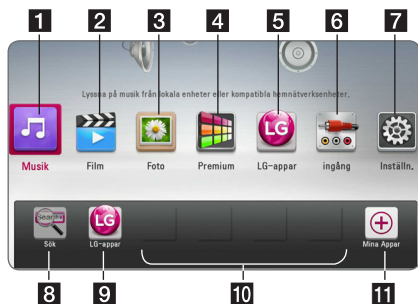 1 2 3 4 5 6 7
Lyssna på musik från lokala enheter eller kompatibla hemnätverksenheter.
LG
Musik Film Foto Premium LG-appar ingång Inställn.
Search
LG
Sök LG-appar Mina Appar
8 9 10 11